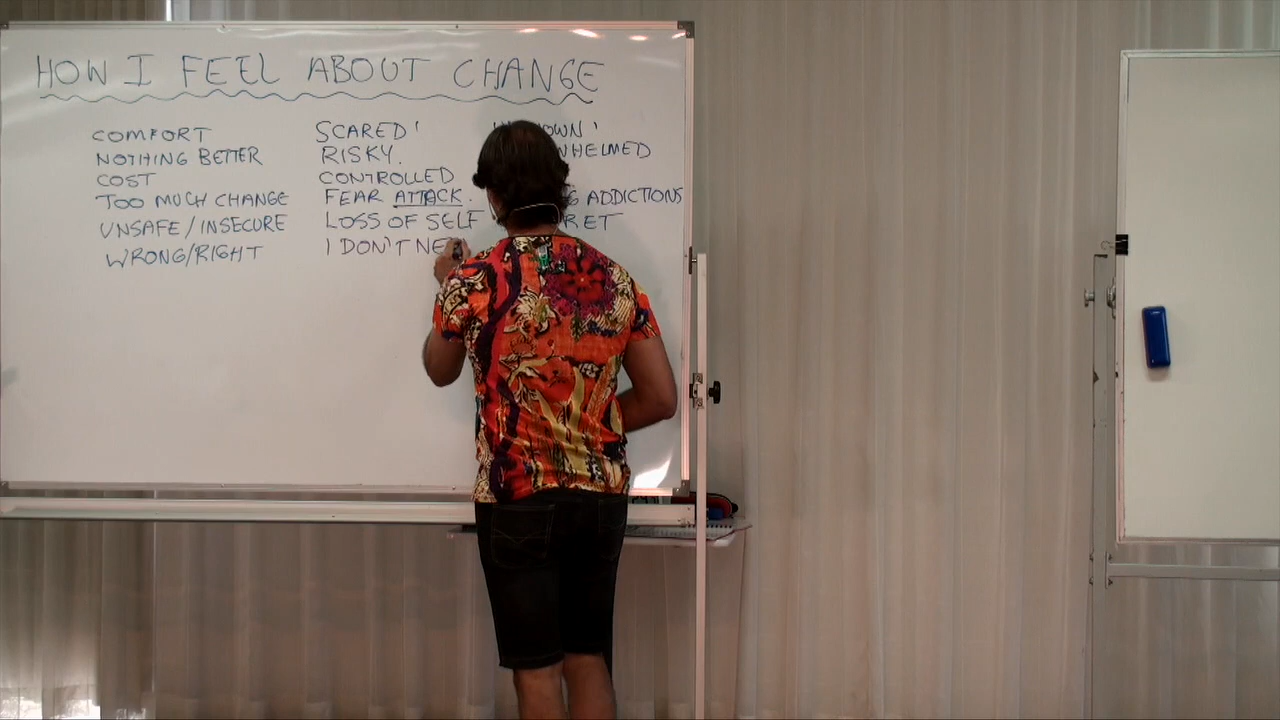 HOW I FEEL ABOUT CHANGE
COMFORT
NOTHING BETTER
COST
TOO MUCH CHANGE
UNSAFE / INSECURE
WRONG/RIGHT
SCARED
RISKY.
CONTROLLED
FEAR ATTACK.
LOSS OF SELF
I DON'T
ADDICTIONS